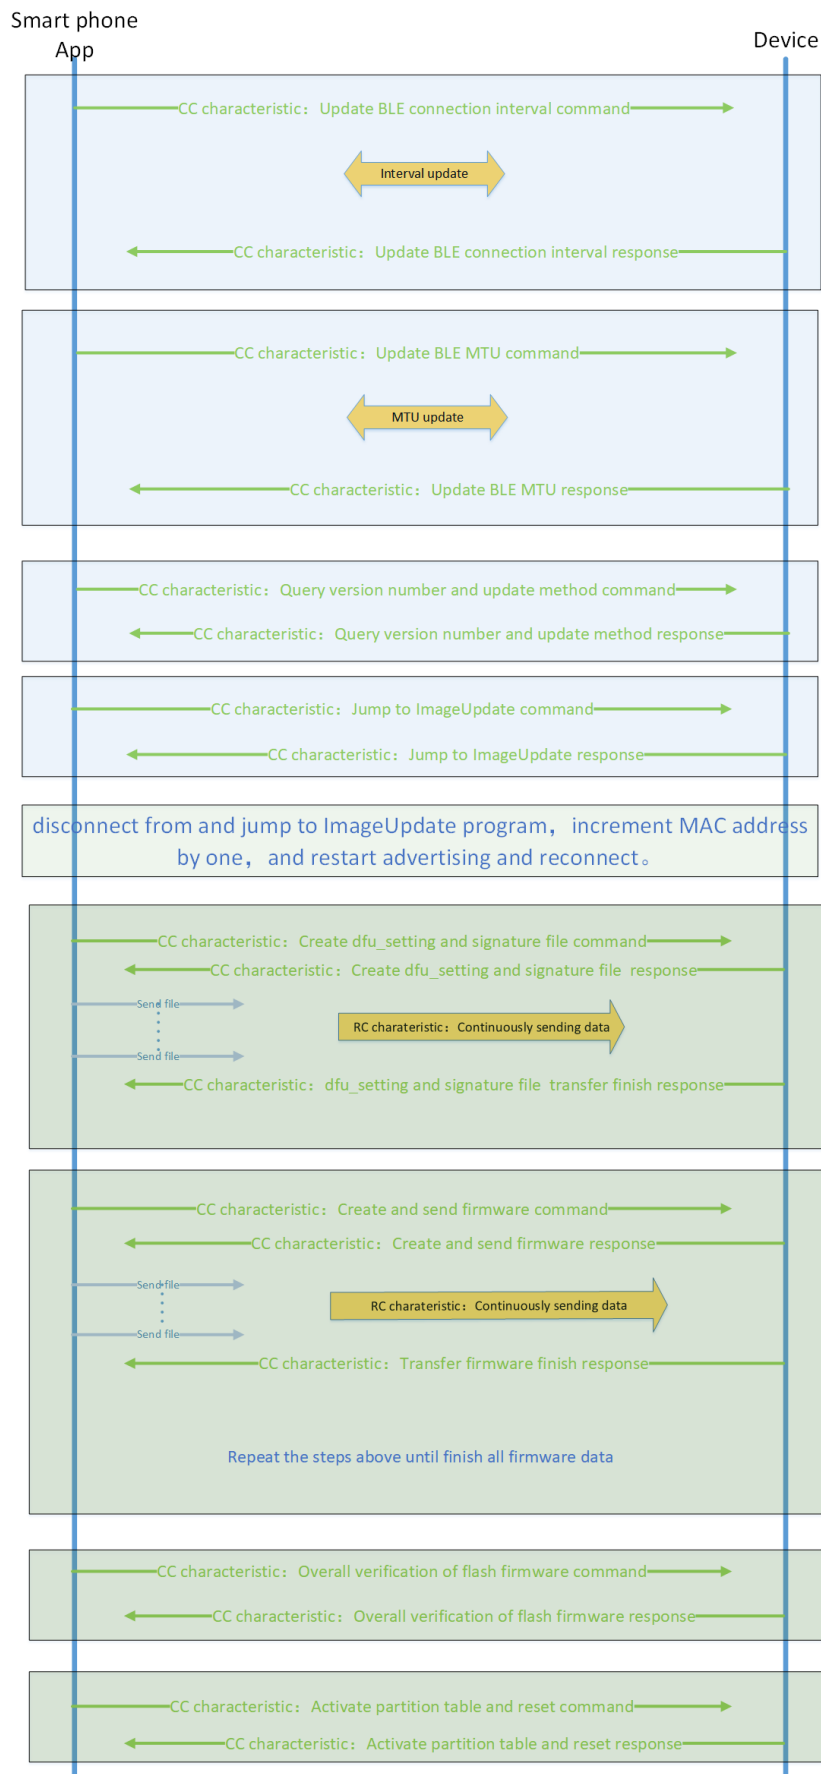 Smart phone
App
Device
CC characteristic：Update BLE connection interval command
Interval update
CC characteristic：Update BLE connection interval response
CC characteristic：Update BLE MTU command
MTU update
CC characteristic：Update BLE MTU response
CC characteristic：Query version number and update method command
CC characteristic：Query version number and update method response
CC characteristic：Jump to ImageUpdate command
CC characteristic：Jump to ImageUpdate response
disconnect from and jump to ImageUpdate program，increment MAC address
by one，and restart advertising and reconnect。
CC characteristic：Create dfu_setting and signature file command
CC characteristic：Create dfu_setting and signature file response
Send file
RC charateristic：Continuously sending data
Send file
CC characteristic：dfu_setting and signature file transfer finish response
CC characteristic：Create and send firmware command
CC characteristic：Create and send firmware response
Send file
RC charateristic：Continuously sending data
Send file
CC characteristic：Transfer firmware finish response
Repeat the steps above until finish all firmware data
CC characteristic：Overall verification of flash firmware command
CC characteristic：Overall verification of flash firmware response
CC characteristic：Activate partition table and reset command
CC characteristic：Activate partition table and reset response